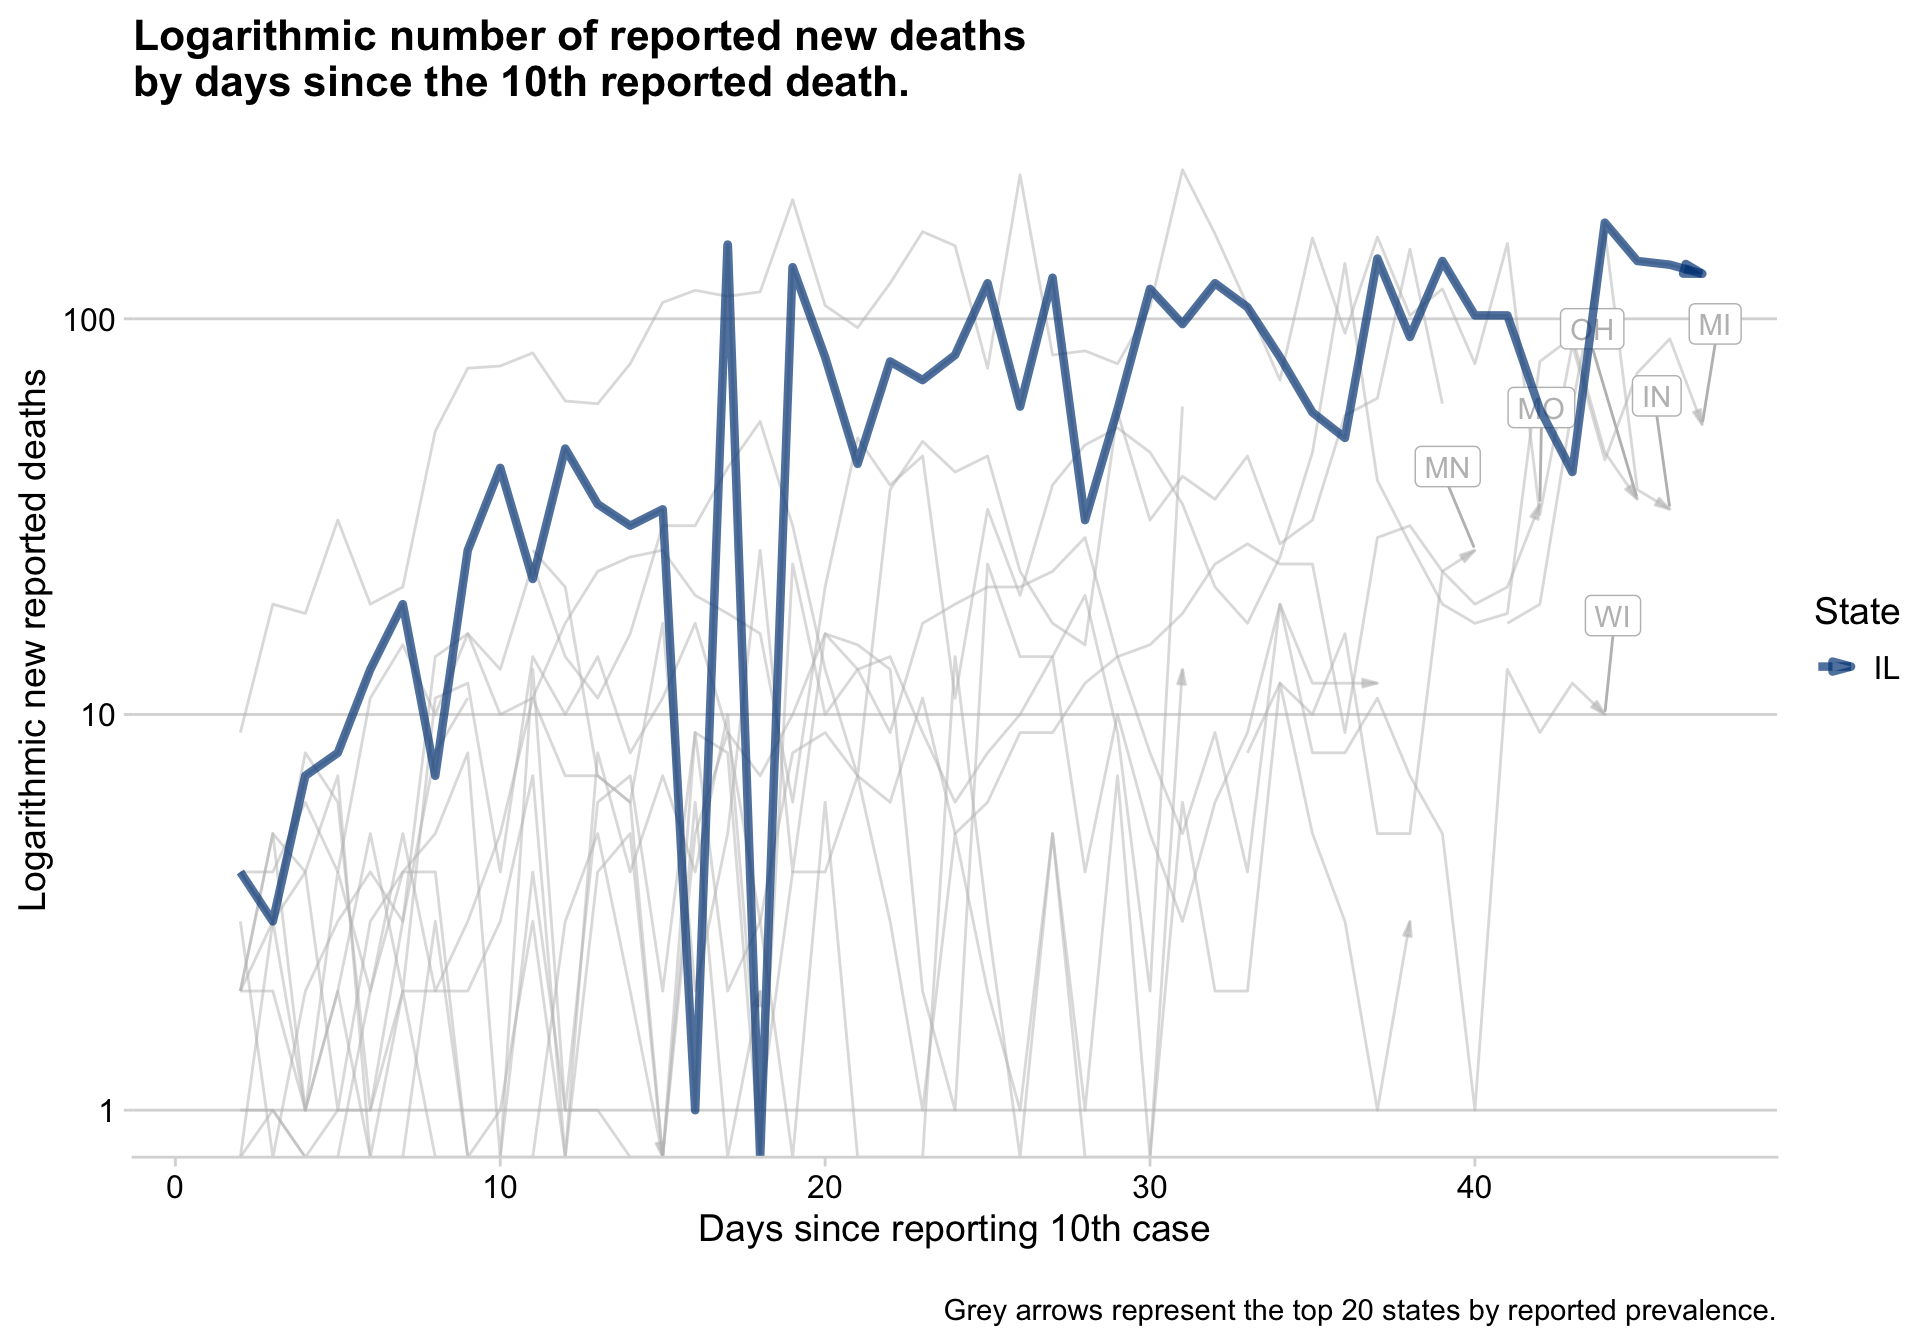 Logarithmic number of reported new deaths
by days since the 10th reported death.
Logarithmic new reported deaths
100
10
1
OH
MI
MO
IN
MN
WI
State
IL
0
10
20
30
40
Days since reporting 10th case
Grey arrows represent the top 20 states by reported prevalence.